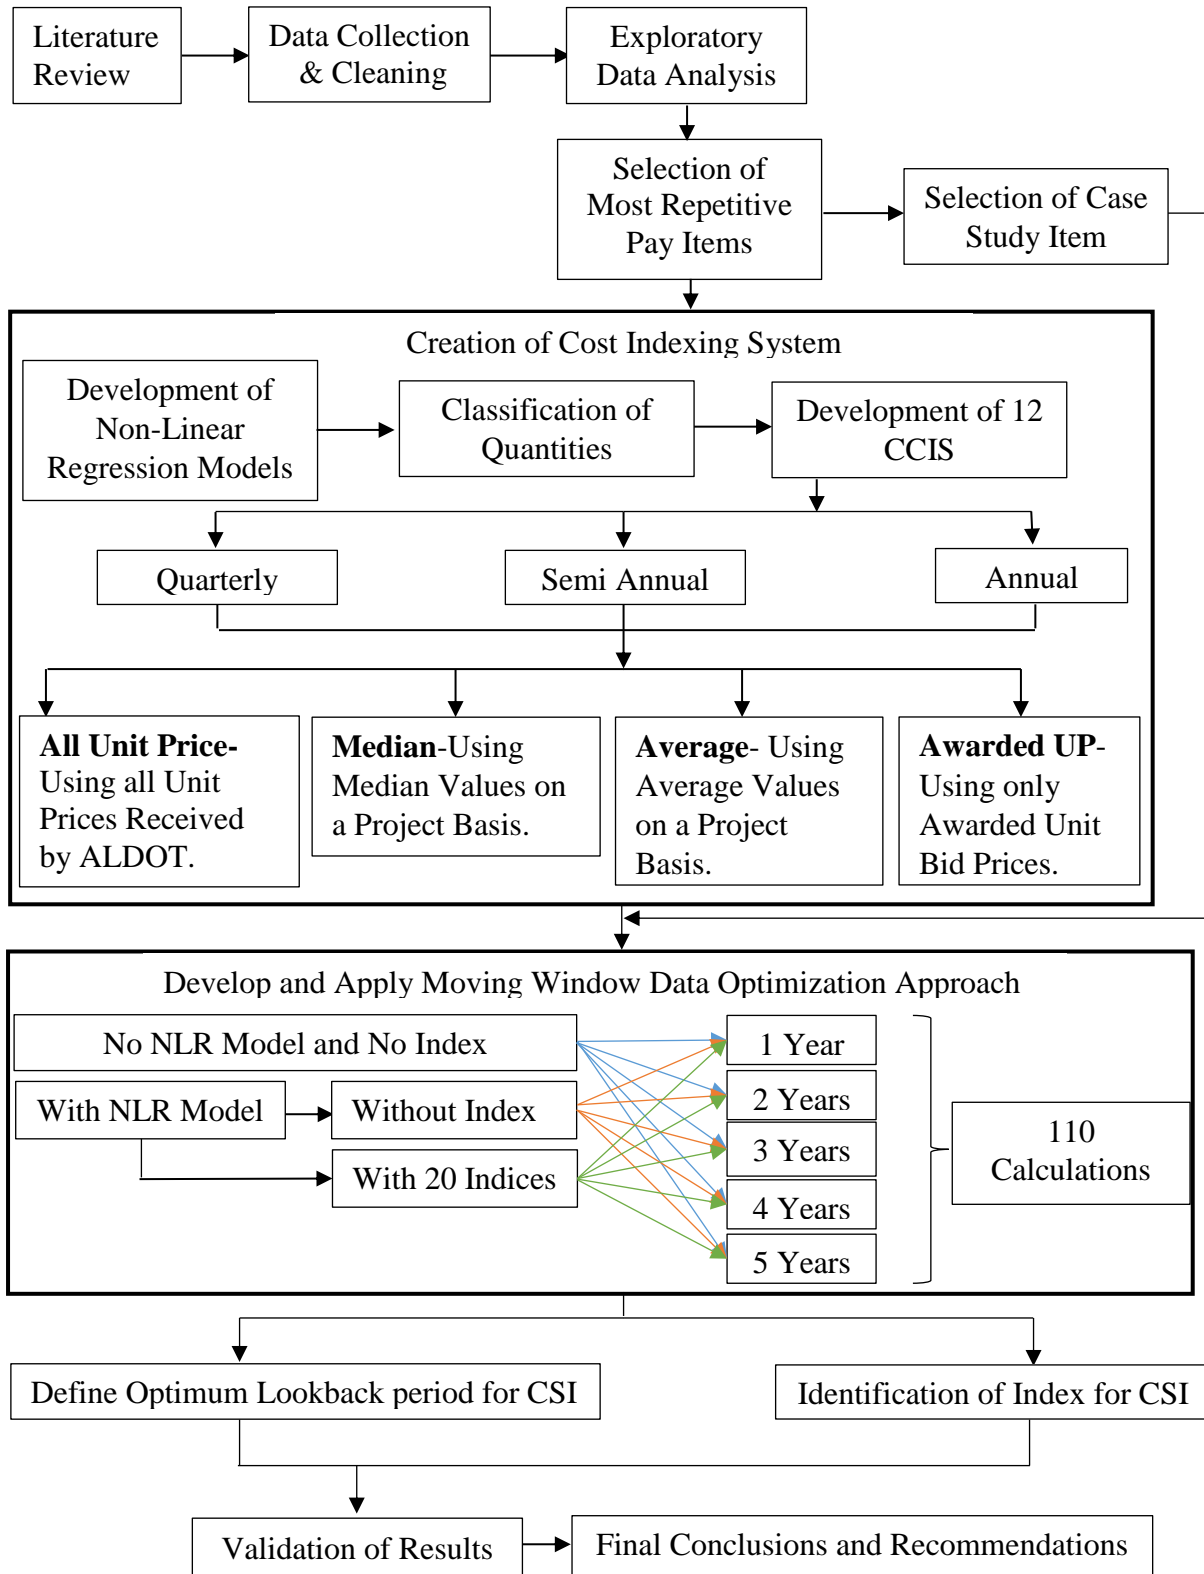 Literature
Review
Data Collection
& Cleaning
Exploratory
Data Analysis
Selection of
Most Repetitive
Pay Items
Selection of Case
Study Item
Creation of Cost Indexing System
Development of
Non-Linear
Regression Models
Classification of
Quantities
Development of 12
CCIS
Quarterly
Semi Annual
Annual
All Unit Price-
Using all Unit
Prices Received
by ALDOT.
Median-Using
Median Values on
a Project Basis.
Average- Using
Average Values
on a Project
Basis.
Awarded UP-
Using only
Awarded Unit
Bid Prices.
Develop and Apply Moving Window Data Optimization Approach
No NLR Model and No Index
With NLR Model
Without Index
With 20 Indices
1 Year
2 Years
3 Years
4 Years
5 Years
110
Calculations
Define Optimum Lookback period for CSI
Identification of Index for CSI
Validation of Results
Final Conclusions and Recommendations